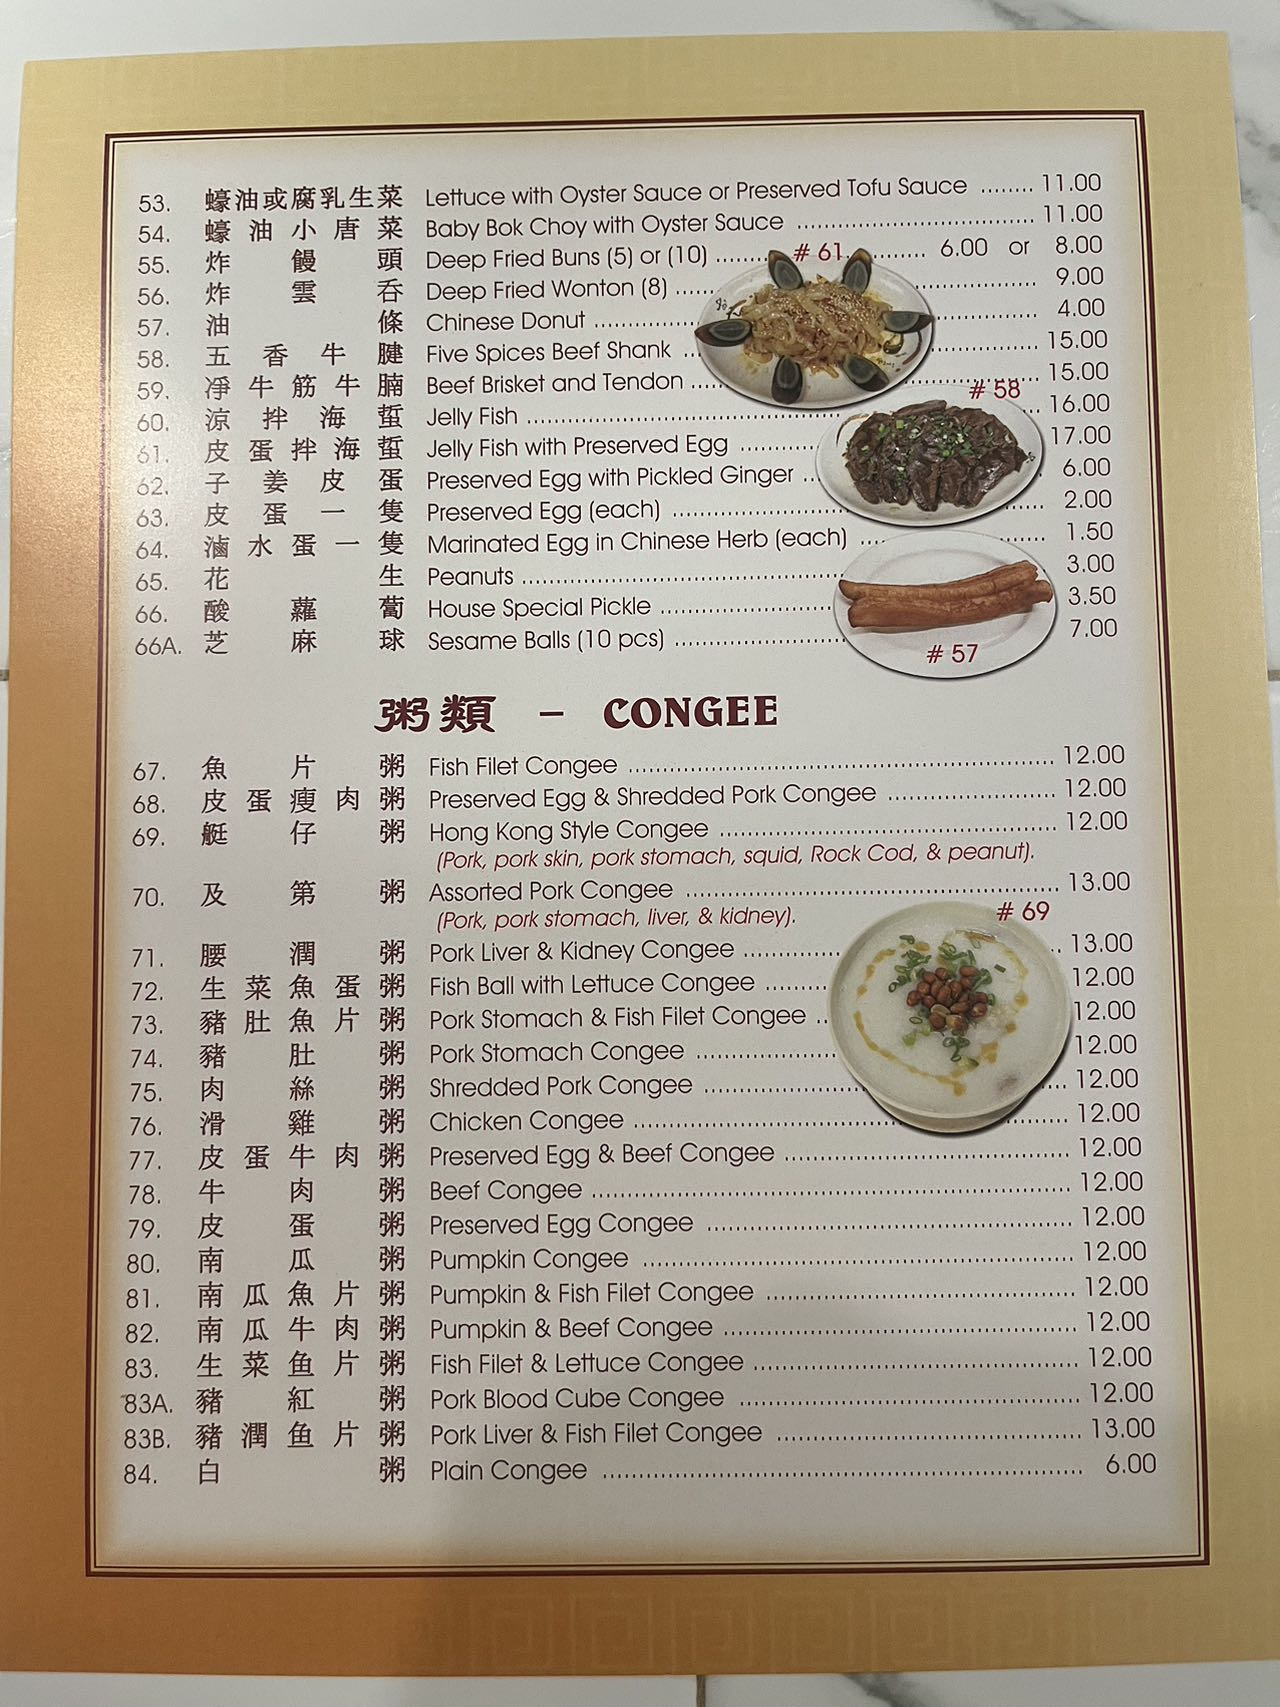 53. 蠔油或腐乳生菜 Lettuce with Oyster Sauce or Preserved Tofu Sauce ........ 11.00
54. 蠔油小唐菜 Baby Bok Choy with Oyster Sauce ........ 11.00
55. 炸饅頭 Deep Fried Buns (5) or (10) ........ 6.00 or 8.00
# 61
56. 炸雲吞 Deep Fried Wonton (8) ........ 9.00
57. 油條 Chinese Donut ........ 4.00
58. 五香牛腱 Five Spices Beef Shank ........ 15.00
59. 淨牛筋牛腩 Beef Brisket and Tendon ........ 15.00
# 58
60. 涼拌海蜇 Jelly Fish ........ 16.00
61. 皮蛋拌海蜇 Jelly Fish with Preserved Egg ........ 17.00
62. 子姜皮蛋 Preserved Egg with Pickled Ginger ........ 6.00
63. 皮蛋一隻 Preserved Egg (each) ........ 2.00
64. 滷水蛋一隻 Marinated Egg in Chinese Herb (each) ........ 1.50
65. 花生 Peanuts ........ 3.00
66. 酸蘿蔔 House Special Pickle ........ 3.50
66A. 芝麻球 Sesame Balls (10 pcs) ........ 7.00
# 57
粥類 – CONGEE
67. 魚片粥 Fish Filet Congee ........ 12.00
68. 皮蛋瘦肉粥 Preserved Egg & Shredded Pork Congee ........ 12.00
69. 艇仔粥 Hong Kong Style Congee ........ 12.00
(Pork, pork skin, pork stomach, squid, Rock Cod, & peanut).
70. 及第粥 Assorted Pork Congee ........ 13.00
(Pork, pork stomach, liver, & kidney).
# 69
71. 腰潤粥 Pork Liver & Kidney Congee ........ 13.00
72. 生菜魚蛋粥 Fish Ball with Lettuce Congee ........ 12.00
73. 豬肚魚片粥 Pork Stomach & Fish Filet Congee ........ 12.00
74. 豬肚粥 Pork Stomach Congee ........ 12.00
75. 肉絲粥 Shredded Pork Congee ........ 12.00
76. 滑雞粥 Chicken Congee ........ 12.00
77. 皮蛋牛肉粥 Preserved Egg & Beef Congee ........ 12.00
78. 牛肉粥 Beef Congee ........ 12.00
79. 皮蛋粥 Preserved Egg Congee ........ 12.00
80. 南瓜粥 Pumpkin Congee ........ 12.00
81. 南瓜魚片粥 Pumpkin & Fish Filet Congee ........ 12.00
82. 南瓜牛肉粥 Pumpkin & Beef Congee ........ 12.00
83. 生菜鱼片粥 Fish Filet & Lettuce Congee ........ 12.00
83A. 豬紅粥 Pork Blood Cube Congee ........ 12.00
83B. 豬潤鱼片粥 Pork Liver & Fish Filet Congee ........ 13.00
84. 白粥 Plain Congee ........ 6.00